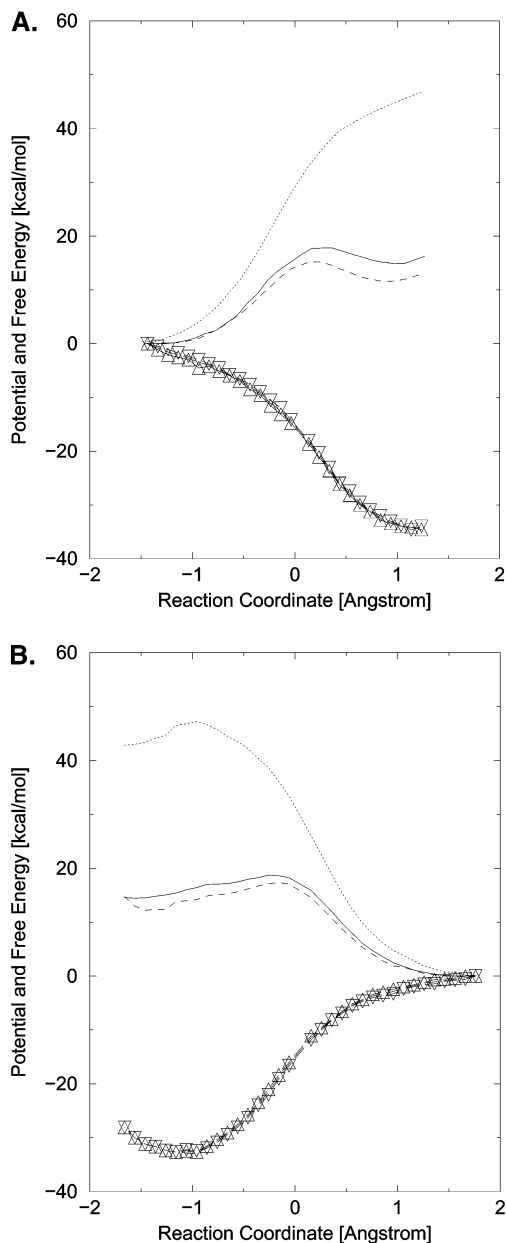 A.
60
40
20
0
−20
−40
Potential and Free Energy [kcal/mol]
−2 −1 0 1 2
Reaction Coordinate [Angstrom]
B.
60
40
20
0
−20
−40
Potential and Free Energy [kcal/mol]
−2 −1 0 1 2
Reaction Coordinate [Angstrom]